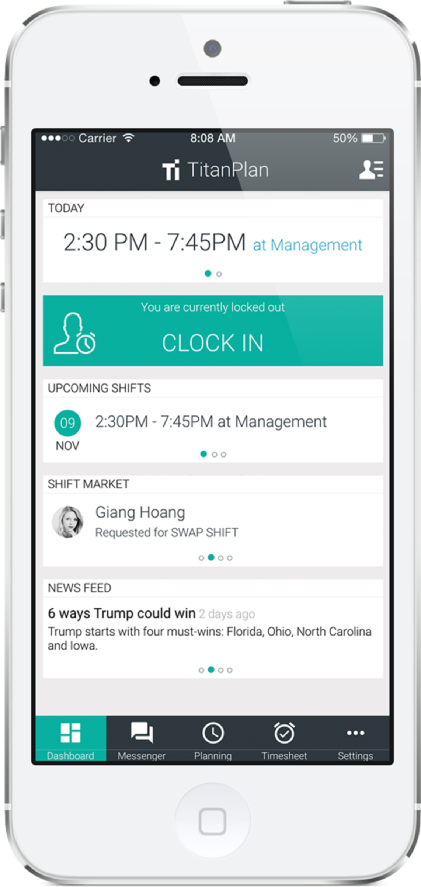 Carrier 8:08 AM 50%
Ti TitanPlan
TODAY
2:30 PM - 7:45PM at Management
You are currently locked out
CLOCK IN
UPCOMING SHIFTS
09 2:30PM - 7:45PM at Management
NOV
SHIFT MARKET
Giang Hoang
Requested for SWAP SHIFT
NEWS FEED
6 ways Trump could win 2 days ago
Trump starts with four must-wins: Florida, Ohio, North Carolina
and Iowa.
Dashboard Messenger Planning Timesheet Settings